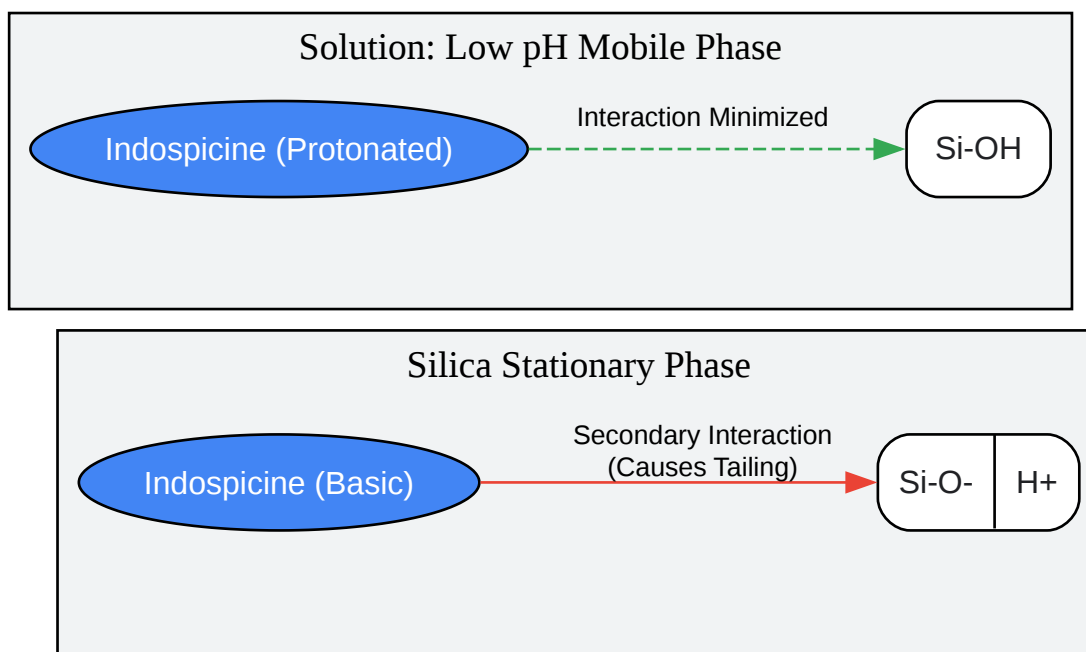 Solution: Low pH Mobile Phase
Indospicine (Protonated)
Interaction Minimized
Si-OH
Silica Stationary Phase
Indospicine (Basic)
Secondary Interaction
(Causes Tailing)
Si-O-
H+